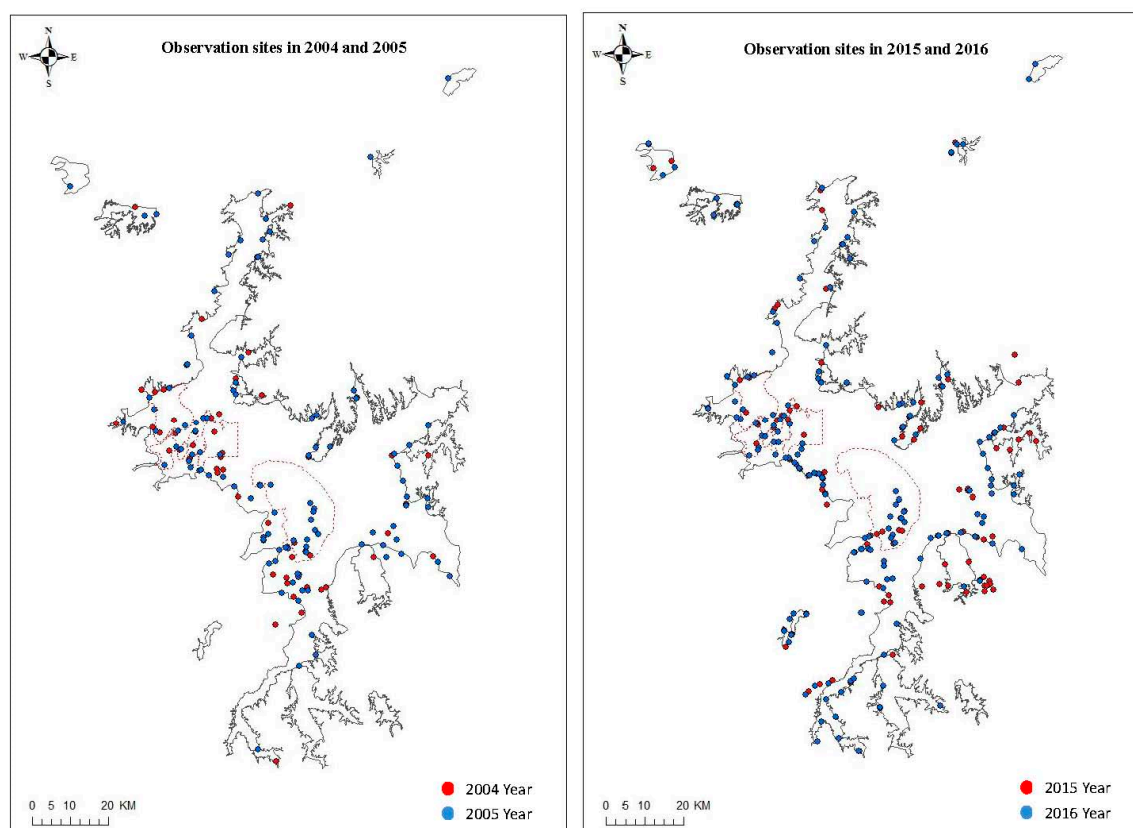 Observation sites in 2004 and 2005
N
W E
S
2004 Year
2005 Year
0 5 10 20 KM
Observation sites in 2015 and 2016
N
W E
S
2015 Year
2016 Year
0 5 10 20 KM